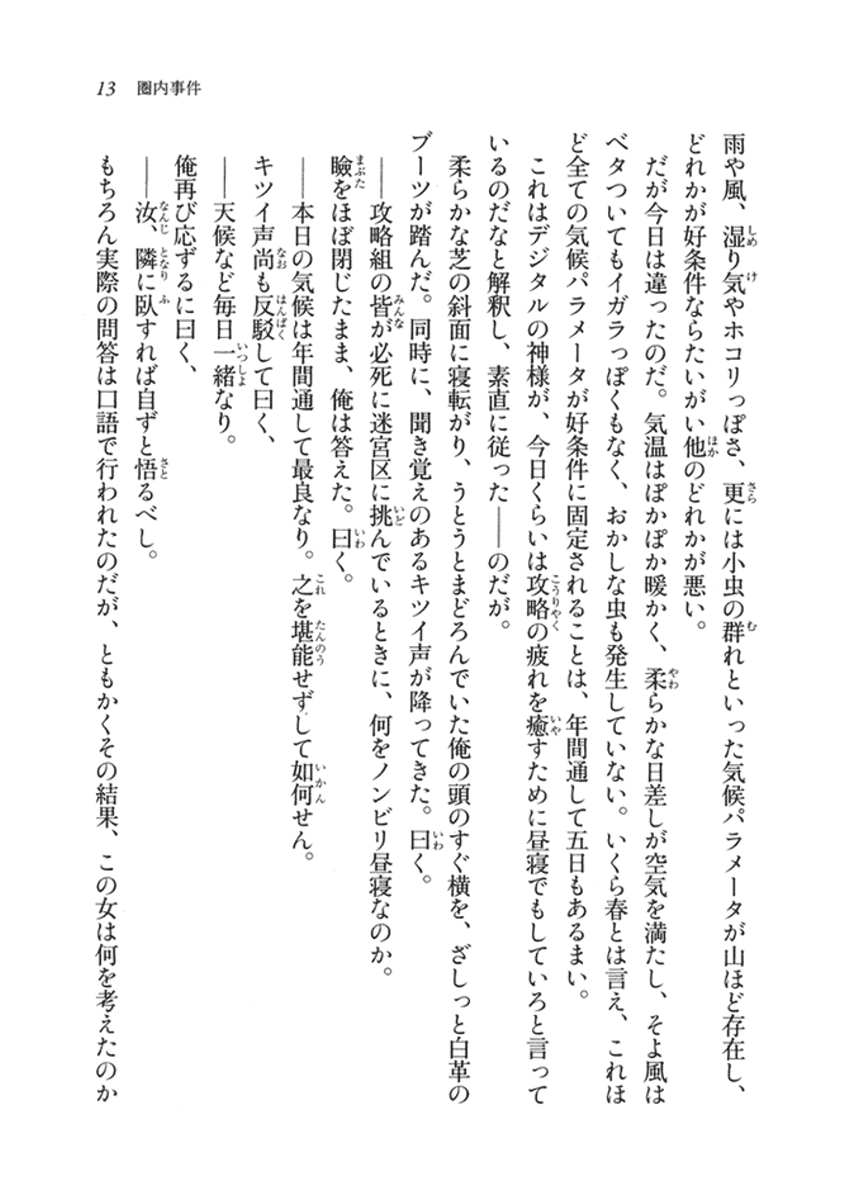 13 圏内事件
雨や風、湿り気やホコリっぽさ、更には小虫の群れといった気候パラメータが山ほど存在し、
どれかが好条件ならたいがい他のどれかが悪い。
だが今日は違ったのだ。気温はぽかぽか暖かく、柔らかな日差しが空気を満たし、そよ風は
ベタついてもイガラっぽくもなく、おかしな虫も発生していない。いくら春とは言え、これほ
ど全ての気候パラメータが好条件に固定されることは、年間通して五日もあるまい。
これはデジタルの神様が、今日くらいは攻略の疲れを癒すために昼寝でもしていろと言って
いるのだなと解釈し、素直に従った――のだが。
柔らかな芝の斜面に寝転がり、うとうとまどろんでいた俺の頭のすぐ横を、ざしっと白革の
ブーツが踏んだ。同時に、聞き覚えのあるキツイ声が降ってきた。曰く。
――攻略組の皆が必死に迷宮区に挑んでいるときに、何をノンビリ昼寝なのか。
瞼をほぼ閉じたまま、俺は答えた。曰く。
――本日の気候は年間通して最良なり。之を堪能せずして如何せん。
キツイ声尚も反駁して曰く、
――天候など毎日一緒なり。
俺再び応ずるに曰く、
――汝、隣に臥すれば自ずと悟るべし。
もちろん実際の問答は口語で行われたのだが、ともかくその結果、この女は何を考えたのか